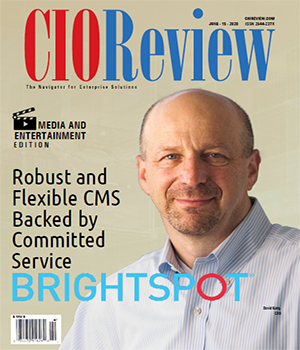 CIOREVIEW.COM
JUNE - 15 - 2020 ISSN 2644-237X
CIOReview
The Navigator for Enterprise Solutions
MEDIA AND
ENTERTAINMENT
EDITION
Robust and
Flexible CMS
Backed by
Committed
Service
BRIGHTSPOT
CEO